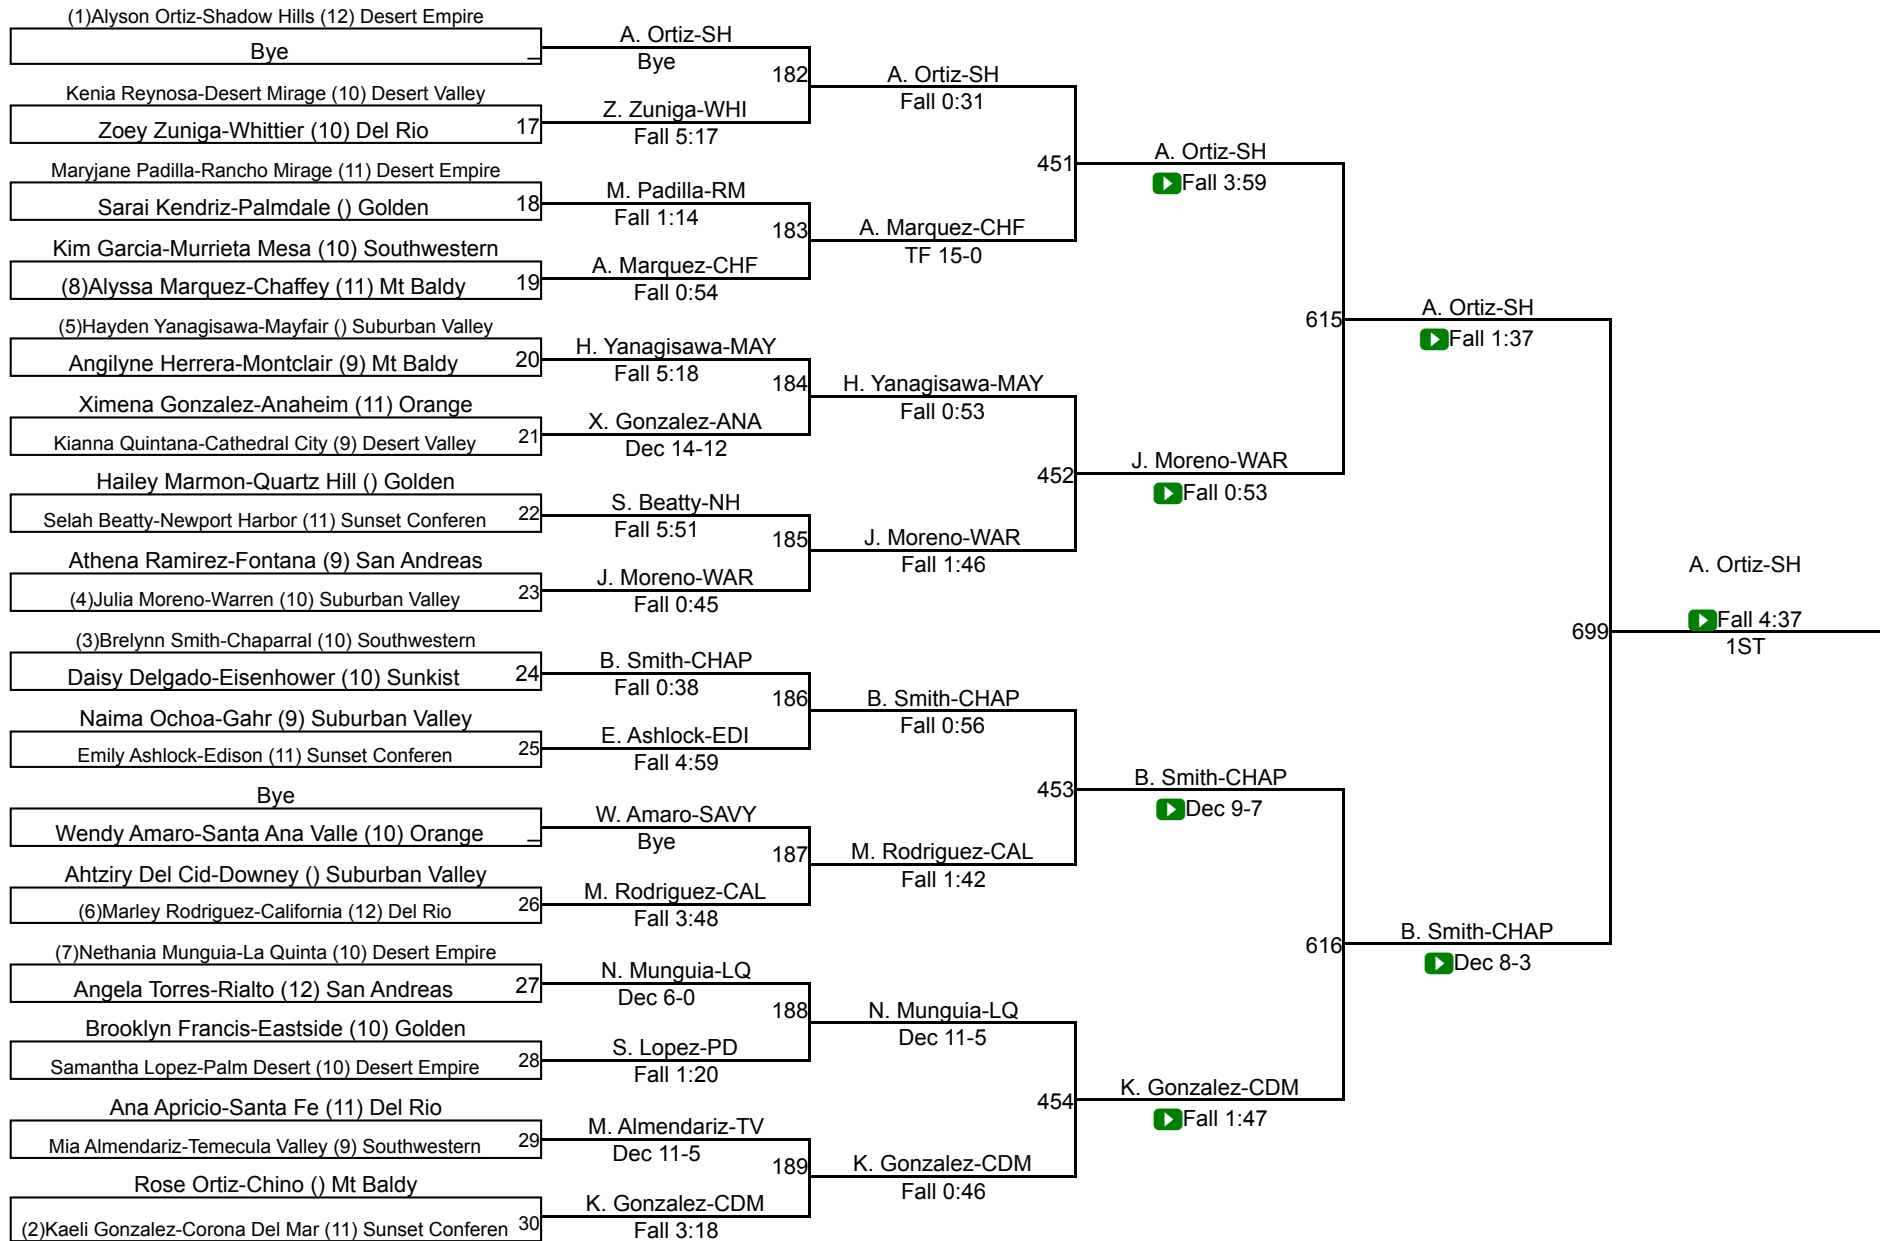 (1)Alyson Ortiz-Shadow Hills (12) Desert Empire
Bye
_
Kenia Reynosa-Desert Mirage (10) Desert Valley
Zoey Zuniga-Whittier (10) Del Rio 17
Maryjane Padilla-Rancho Mirage (11) Desert Empire
Sarai Kendriz-Palmdale () Golden 18
Kim Garcia-Murrieta Mesa (10) Southwestern
(8)Alyssa Marquez-Chaffey (11) Mt Baldy 19
(5)Hayden Yanagisawa-Mayfair () Suburban Valley
Angilyne Herrera-Montclair (9) Mt Baldy 20
Ximena Gonzalez-Anaheim (11) Orange
Kianna Quintana-Cathedral City (9) Desert Valley 21
Hailey Marmon-Quartz Hill () Golden
Selah Beatty-Newport Harbor (11) Sunset Conferen 22
Athena Ramirez-Fontana (9) San Andreas
(4)Julia Moreno-Warren (10) Suburban Valley 23
(3)Brelynn Smith-Chaparral (10) Southwestern
Daisy Delgado-Eisenhower (10) Sunkist 24
Naima Ochoa-Gahr (9) Suburban Valley
Emily Ashlock-Edison (11) Sunset Conferen 25
Bye
Wendy Amaro-Santa Ana Valle (10) Orange _
Ahtziry Del Cid-Downey () Suburban Valley
(6)Marley Rodriguez-California (12) Del Rio 26
(7)Nethania Munguia-La Quinta (10) Desert Empire
Angela Torres-Rialto (12) San Andreas 27
Brooklyn Francis-Eastside (10) Golden
Samantha Lopez-Palm Desert (10) Desert Empire 28
Ana Apricio-Santa Fe (11) Del Rio
Mia Almendariz-Temecula Valley (9) Southwestern 29
Rose Ortiz-Chino () Mt Baldy
(2)Kaeli Gonzalez-Corona Del Mar (11) Sunset Conferen 30
A. Ortiz-SH
Bye
182
Z. Zuniga-WHI
Fall 5:17
M. Padilla-RM
Fall 1:14
183
A. Marquez-CHF
Fall 0:54
H. Yanagisawa-MAY
Fall 5:18
184
X. Gonzalez-ANA
Dec 14-12
S. Beatty-NH
Fall 5:51
185
J. Moreno-WAR
Fall 0:45
B. Smith-CHAP
Fall 0:38
186
E. Ashlock-EDI
Fall 4:59
W. Amaro-SAVY
Bye
187
M. Rodriguez-CAL
Fall 3:48
N. Munguia-LQ
Dec 6-0
188
S. Lopez-PD
Fall 1:20
M. Almendariz-TV
Dec 11-5
189
K. Gonzalez-CDM
Fall 3:18
A. Ortiz-SH
Fall 0:31
451
A. Marquez-CHF
TF 15-0
H. Yanagisawa-MAY
Fall 0:53
452
J. Moreno-WAR
Fall 1:46
B. Smith-CHAP
Fall 0:56
453
M. Rodriguez-CAL
Fall 1:42
N. Munguia-LQ
Dec 11-5
454
K. Gonzalez-CDM
Fall 0:46
A. Ortiz-SH
Fall 3:59
615
J. Moreno-WAR
Fall 0:53
B. Smith-CHAP
Dec 9-7
616
K. Gonzalez-CDM
Fall 1:47
A. Ortiz-SH
Fall 1:37
699
B. Smith-CHAP
Dec 8-3
A. Ortiz-SH
Fall 4:37
1ST